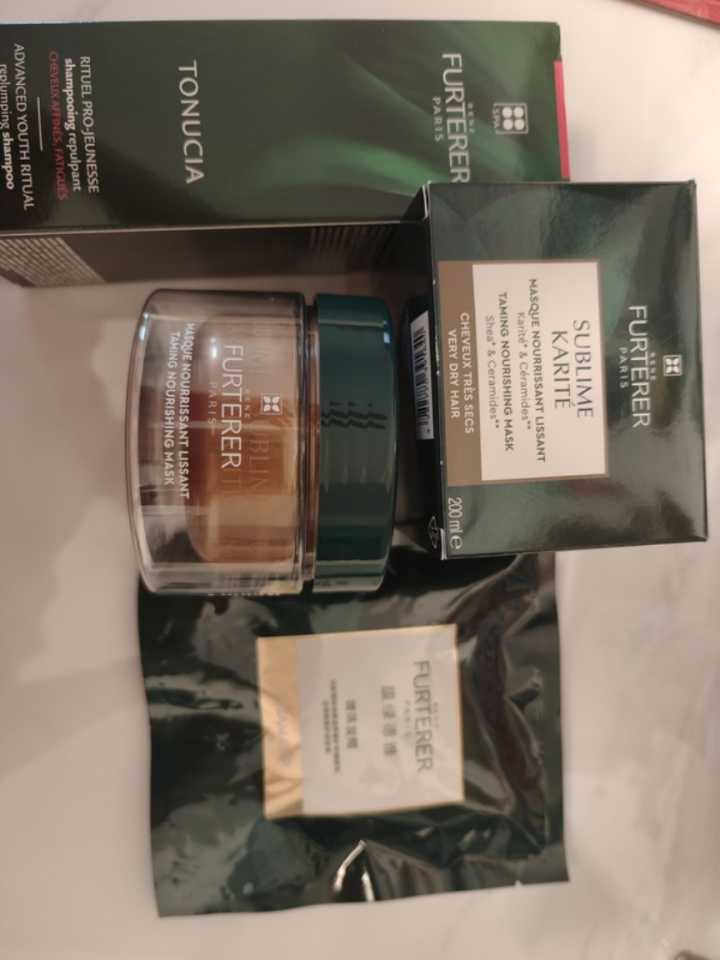 SPA
RENE
FURTERER
PARIS
TONUCIA
RITUEL PRO-JEUNESSE
shampooing repulpant
CHEVEUX AFFINÉS, FATIGUÉS
ADVANCED YOUTH RITUAL
replumping shampoo
RENE
FURTERER
PARIS
SUBLIME
KARITÉ
MASQUE NOURRISSANT LISSANT
Karité* & Céramides**
TAMING NOURISHING MASK
Shea* & Ceramides**
CHEVEUX TRÈS SECS
VERY DRY HAIR
200 ml e
RENE
FURTERER
PARIS
MASQUE NOURRISSANT LISSANT
TAMING NOURISHING MASK
RENE
FURTERER
PARIS